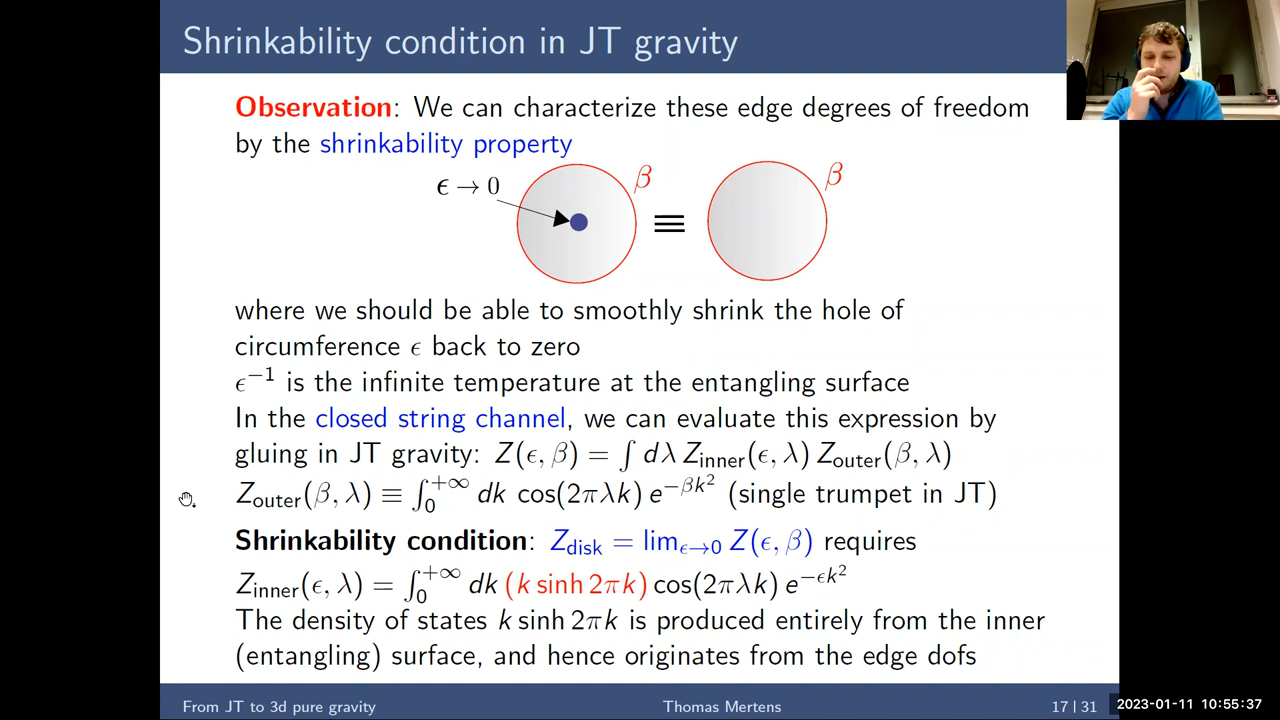 Shrinkability condition in JT gravity
Observation: We can characterize these edge degrees of freedom
by the shrinkability property
ϵ → 0
β
β
≡
where we should be able to smoothly shrink the hole of
circumference ϵ back to zero
ϵ⁻¹ is the infinite temperature at the entangling surface
In the closed string channel, we can evaluate this expression by
gluing in JT gravity: Z(ϵ, β) = ∫ dλ Z_inner(ϵ, λ) Z_outer(β, λ)
Z_outer(β, λ) ≡ ∫₀^{+∞} dk cos(2πλk) e^{−βk²} (single trumpet in JT)
Shrinkability condition: Z_disk = lim_{ϵ→0} Z(ϵ, β) requires
Z_inner(ϵ, λ) = ∫₀^{+∞} dk (k sinh 2πk) cos(2πλk) e^{−ϵk²}
The density of states k sinh 2πk is produced entirely from the inner
(entangling) surface, and hence originates from the edge dofs
From JT to 3d pure gravity
Thomas Mertens
17 | 31
2023-01-11 10:55:37